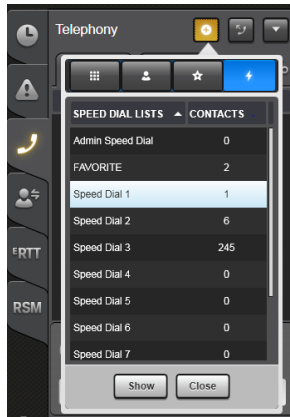 Telephony
SPEED DIAL LISTS CONTACTS
Admin Speed Dial 0
FAVORITE 2
Speed Dial 1 1
Speed Dial 2 6
Speed Dial 3 245
Speed Dial 4 0
Speed Dial 5 0
Speed Dial 6 0
Speed Dial 7 0
ERTT
RSM
Show Close